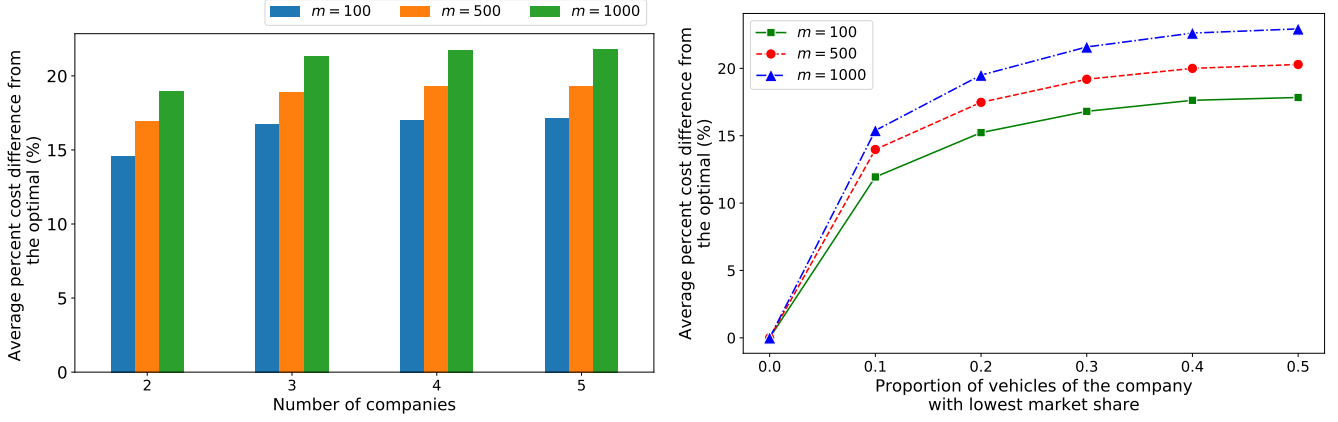 m = 100
m = 500
m = 1000
Average percent cost difference from
the optimal (%)
20
15
10
5
0
2
3
4
5
Number of companies
m = 100
m = 500
m = 1000
Average percent cost difference from
the optimal (%)
20
15
10
5
0
0.0
0.1
0.2
0.3
0.4
0.5
Proportion of vehicles of the company
with lowest market share